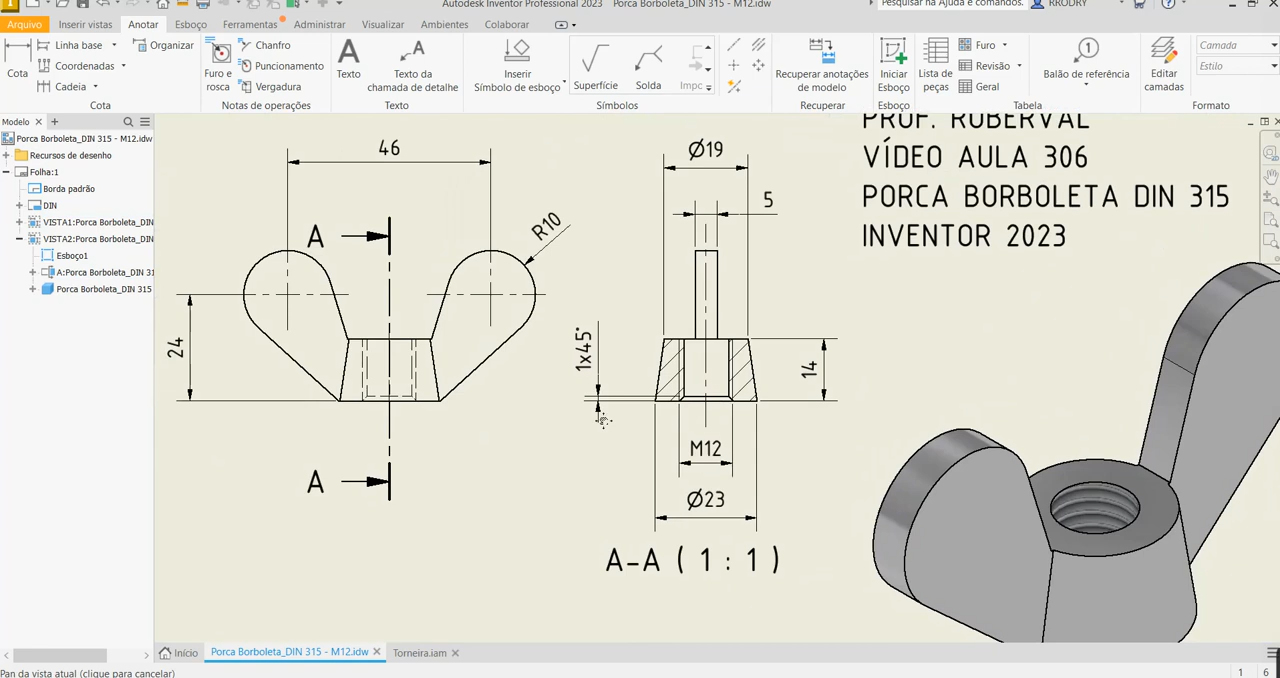 Autodesk Inventor Professional 2023 Porca Borboleta_DIN 315 - M12.idw
Pesquisar na Ajuda e comandos.
RRODRY
Arquivo
Inserir vistas
Anotar
Esboço
Ferramentas
Administrar
Visualizar
Ambientes
Colaborar
Cota
Linha base
Coordenadas
Cadeia
Organizar
Cota
Furo e rosca
Chanfro
Funcionamento
Vergadura
Notas de operações
Texto
Texto da chamada de detalhe
Texto
Inserir Símbolo de esboço
Superfície
Solda
Impc
Símbolos
Recuperar anotações de modelo
Recuperar
Iniciar Esboço
Esboço
Lista de peças
Furo
Revisão
Geral
Tabela
Balão de referência
Editar camadas
Camada
Estilo
Formato
Modelo
Porca Borboleta_DIN 315 - M12.idw
Recursos de desenho
Folha:1
Borda padrão
DIN
VISTA1:Porca Borboleta_DIN
VISTA2:Porca Borboleta_DIN
Esboço1
A:Porca Borboleta_DIN 31
Porca Borboleta_DIN 315
46
A
R10
24
A
Ø19
5
1x45°
14
M12
Ø23
A-A ( 1 : 1 )
PROF. ROBERVAL
VÍDEO AULA 306
PORCA BORBOLETA DIN 315
INVENTOR 2023
Início
Porca Borboleta_DIN 315 - M12.idw
Torneira.iam
Pan da vista atual (clique para cancelar)
1
6